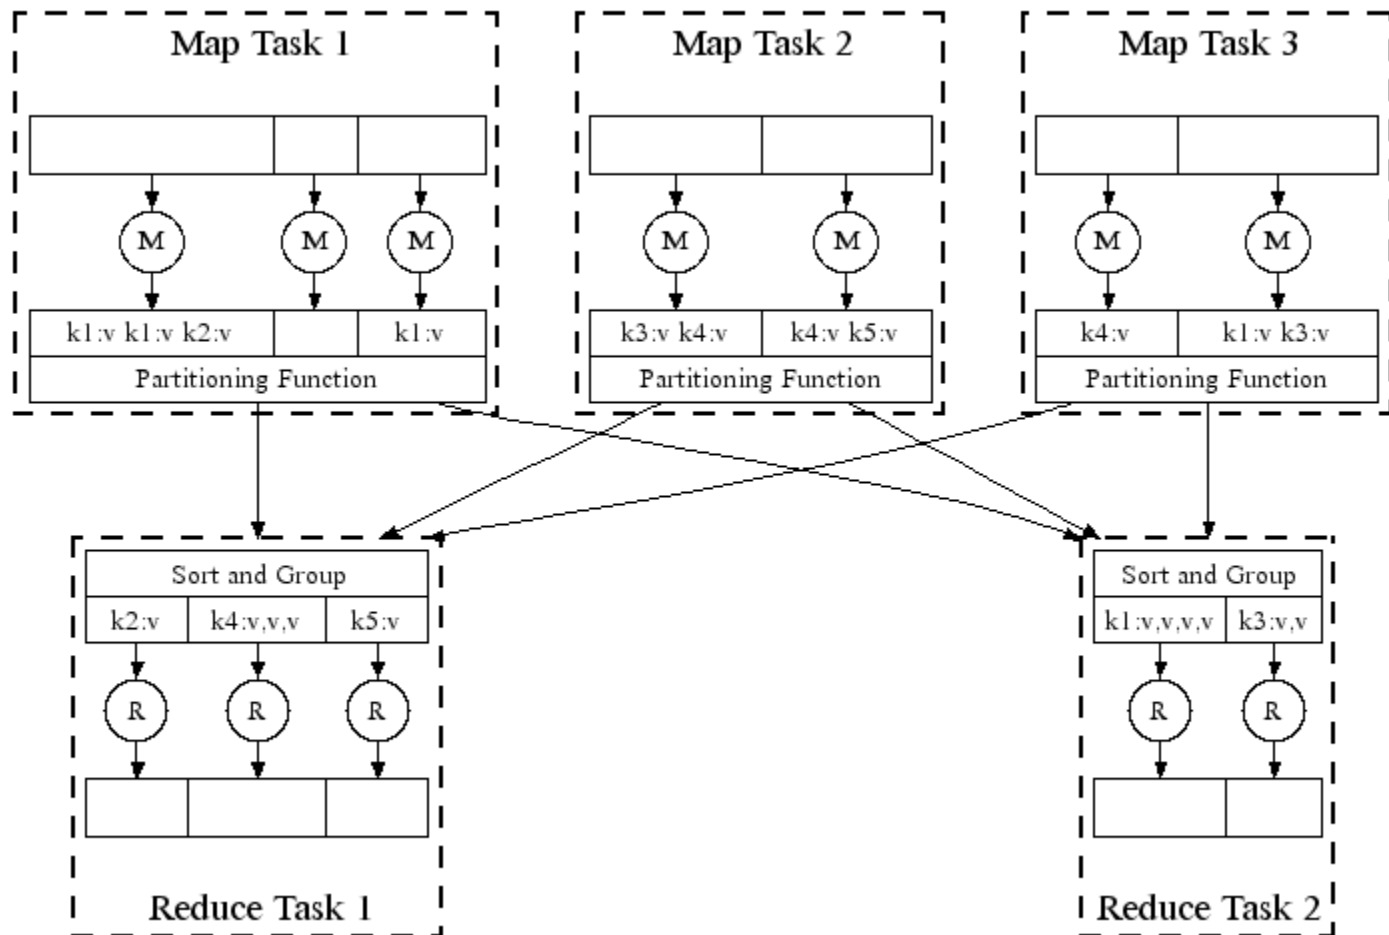 Map Task 1
Map Task 2
Map Task 3
M
M
M
M
M
M
M
k1:v k1:v k2:v
k1:v
k3:v k4:v
k4:v k5:v
k4:v
k1:v k3:v
Partitioning Function
Partitioning Function
Partitioning Function
Sort and Group
Sort and Group
k2:v
k4:v,v,v
k5:v
k1:v,v,v,v
k3:v,v
R
R
R
R
R
Reduce Task 1
Reduce Task 2